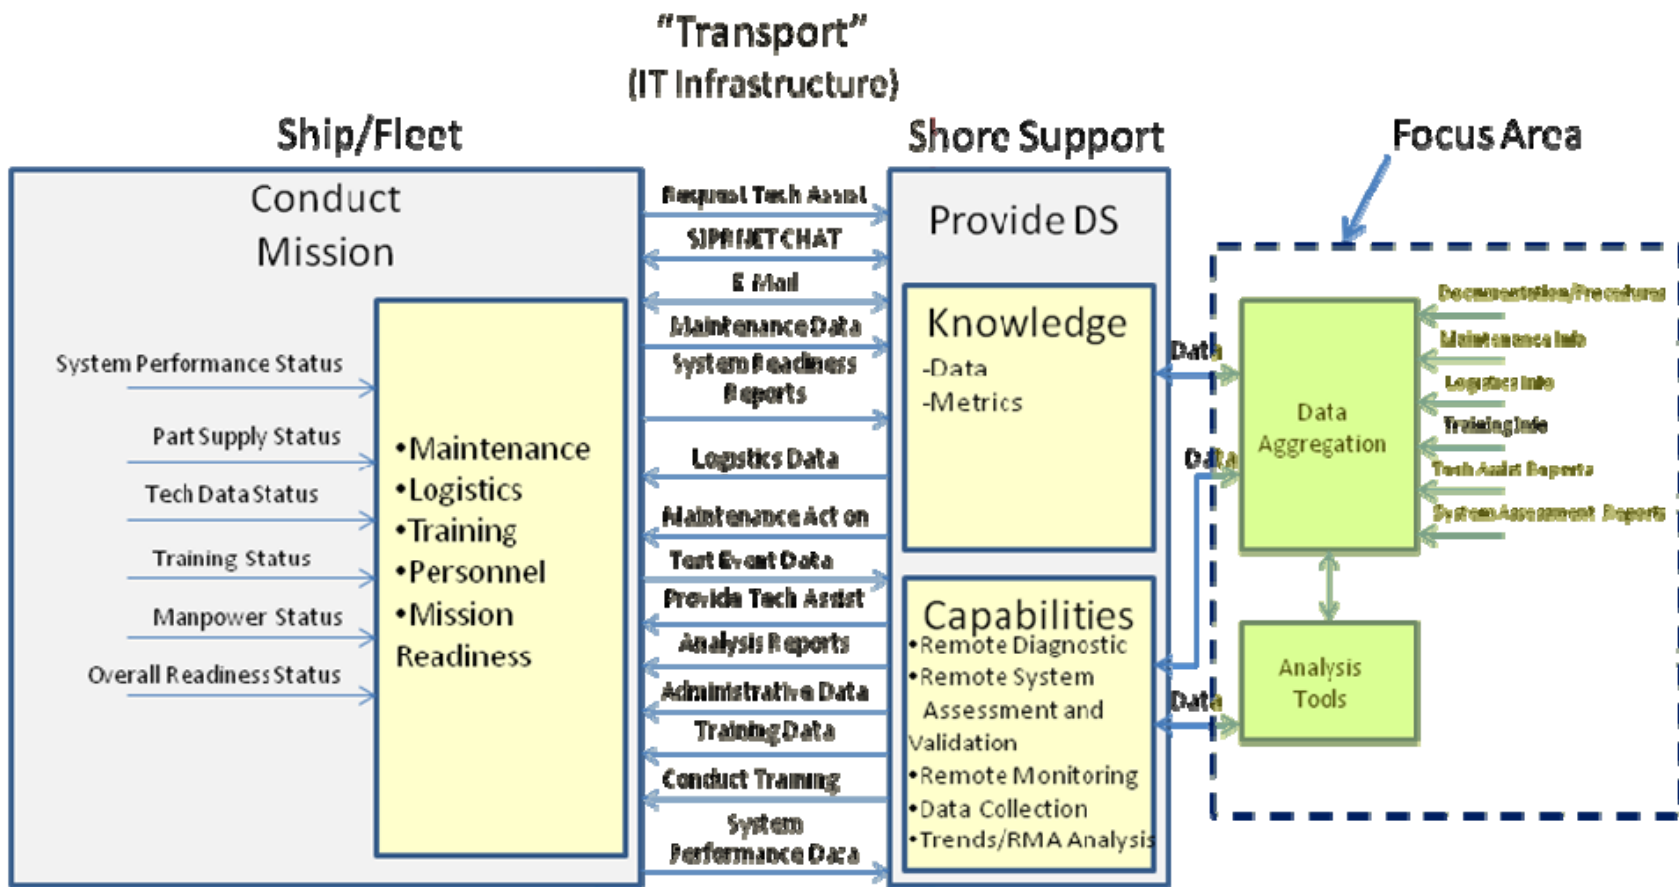 "Transport"
(IT Infrastructure)
Ship/Fleet
Shore Support
Focus Area
Conduct
Mission
System Performance Status
Part Supply Status
Tech Data Status
Training Status
Manpower Status
Overall Readiness Status
•Maintenance
•Logistics
•Training
•Personnel
•Mission
Readiness
Request Tech Assist
SIPRNET CHAT
E-Mail
Maintenance Data
System Readiness
Reports
Logistics Data
Maintenance Action
Test Event Data
Provide Tech Assist
Analysis Reports
Administrative Data
Training Data
Conduct Training
System
Performance Data
Provide DS
Knowledge
-Data
-Metrics
Capabilities
•Remote Diagnostic
•Remote System
Assessment and
Validation
•Remote Monitoring
•Data Collection
•Trends/RMA Analysis
Data
Data
Data
Data
Aggregation
Analysis
Tools
Documentation/Procedures
Maintenance Info
Logistics Info
Training Info
Tech Assist Reports
System Assessment Reports